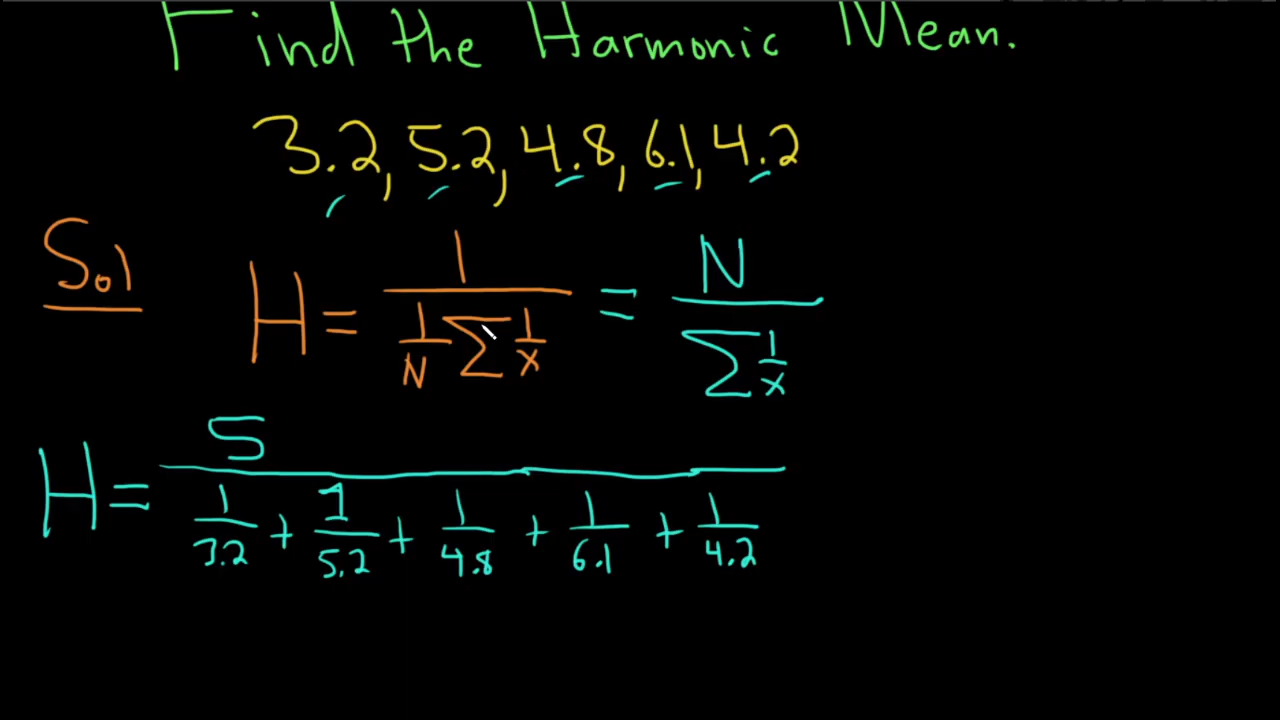 Find the Harmonic Mean.
3.2, 5.2, 4.8, 6.1, 4.2
Sol
H = 1 / (1/N Σ 1/x) = N / (Σ 1/x)
H = 5 / (1/3.2 + 1/5.2 + 1/4.8 + 1/6.1 + 1/4.2)